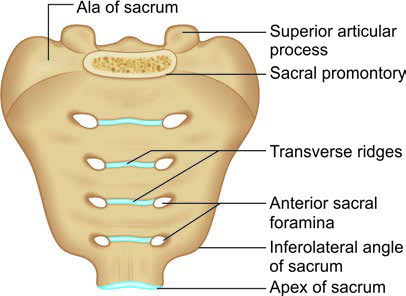 Ala of sacrum
Superior articular
process
Sacral promontory
Transverse ridges
Anterior sacral
foramina
Inferolateral angle
of sacrum
Apex of sacrum